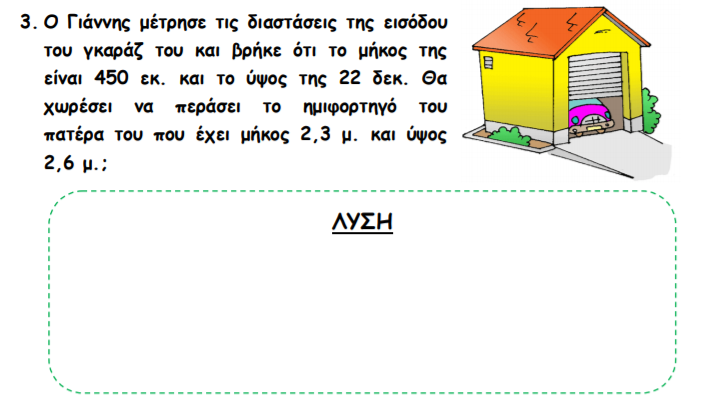 3. Ο Γιάννης μέτρησε τις διαστάσεις της εισόδου
του γκαράζ του και βρήκε ότι το μήκος της
είναι 450 εκ. και το ύψος της 22 δεκ. Θα
χωρέσει να περάσει το ημιφορτηγό του
πατέρα του που έχει μήκος 2,3 μ. και ύψος
2,6 μ.;
ΛΥΣΗ